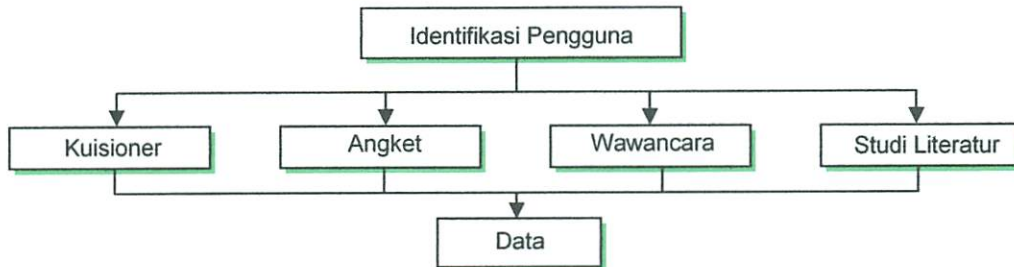 Identifikasi Pengguna
Kuisioner
Angket
Wawancara
Studi Literatur
Data